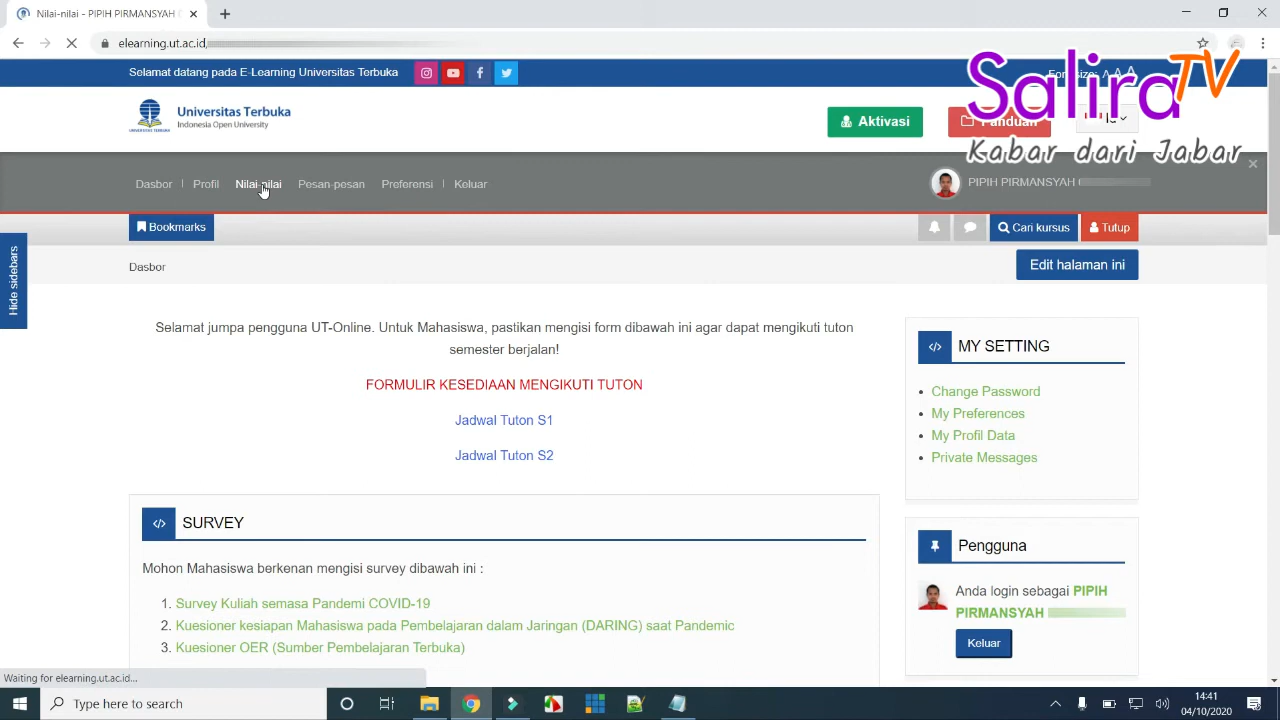 Nilai-nilai - PIPIH PIRMANSYAH
elearning.ut.ac.id
Selamat datang pada E-Learning Universitas Terbuka
Salira TV
Kabar dari Jabar
Universitas Terbuka
Indonesia Open University
Aktivasi
Panduan
Dasbor
Profil
Nilai-nilai
Pesan-pesan
Preferensi
Keluar
PIPIH PIRMANSYAH
Bookmarks
Cari kursus
Tutup
Hide sidebars
Dasbor
Edit halaman ini
Selamat jumpa pengguna UT-Online. Untuk Mahasiswa, pastikan mengisi form dibawah ini agar dapat mengikuti tuton
semester berjalan!
FORMULIR KESEDIAAN MENGIKUTI TUTON
Jadwal Tuton S1
Jadwal Tuton S2
SURVEY
Mohon Mahasiswa berkenan mengisi survey dibawah ini :
1. Survey Kuliah semasa Pandemi COVID-19
2. Kuesioner kesiapan Mahasiswa pada Pembelajaran dalam Jaringan (DARING) saat Pandemic
3. Kuesioner OER (Sumber Pembelajaran Terbuka)
MY SETTING
Change Password
My Preferences
My Profil Data
Private Messages
Pengguna
Anda login sebagai PIPIH
PIRMANSYAH
Keluar
Waiting for elearning.ut.ac.id...
Type here to search
14:41
04/10/2020